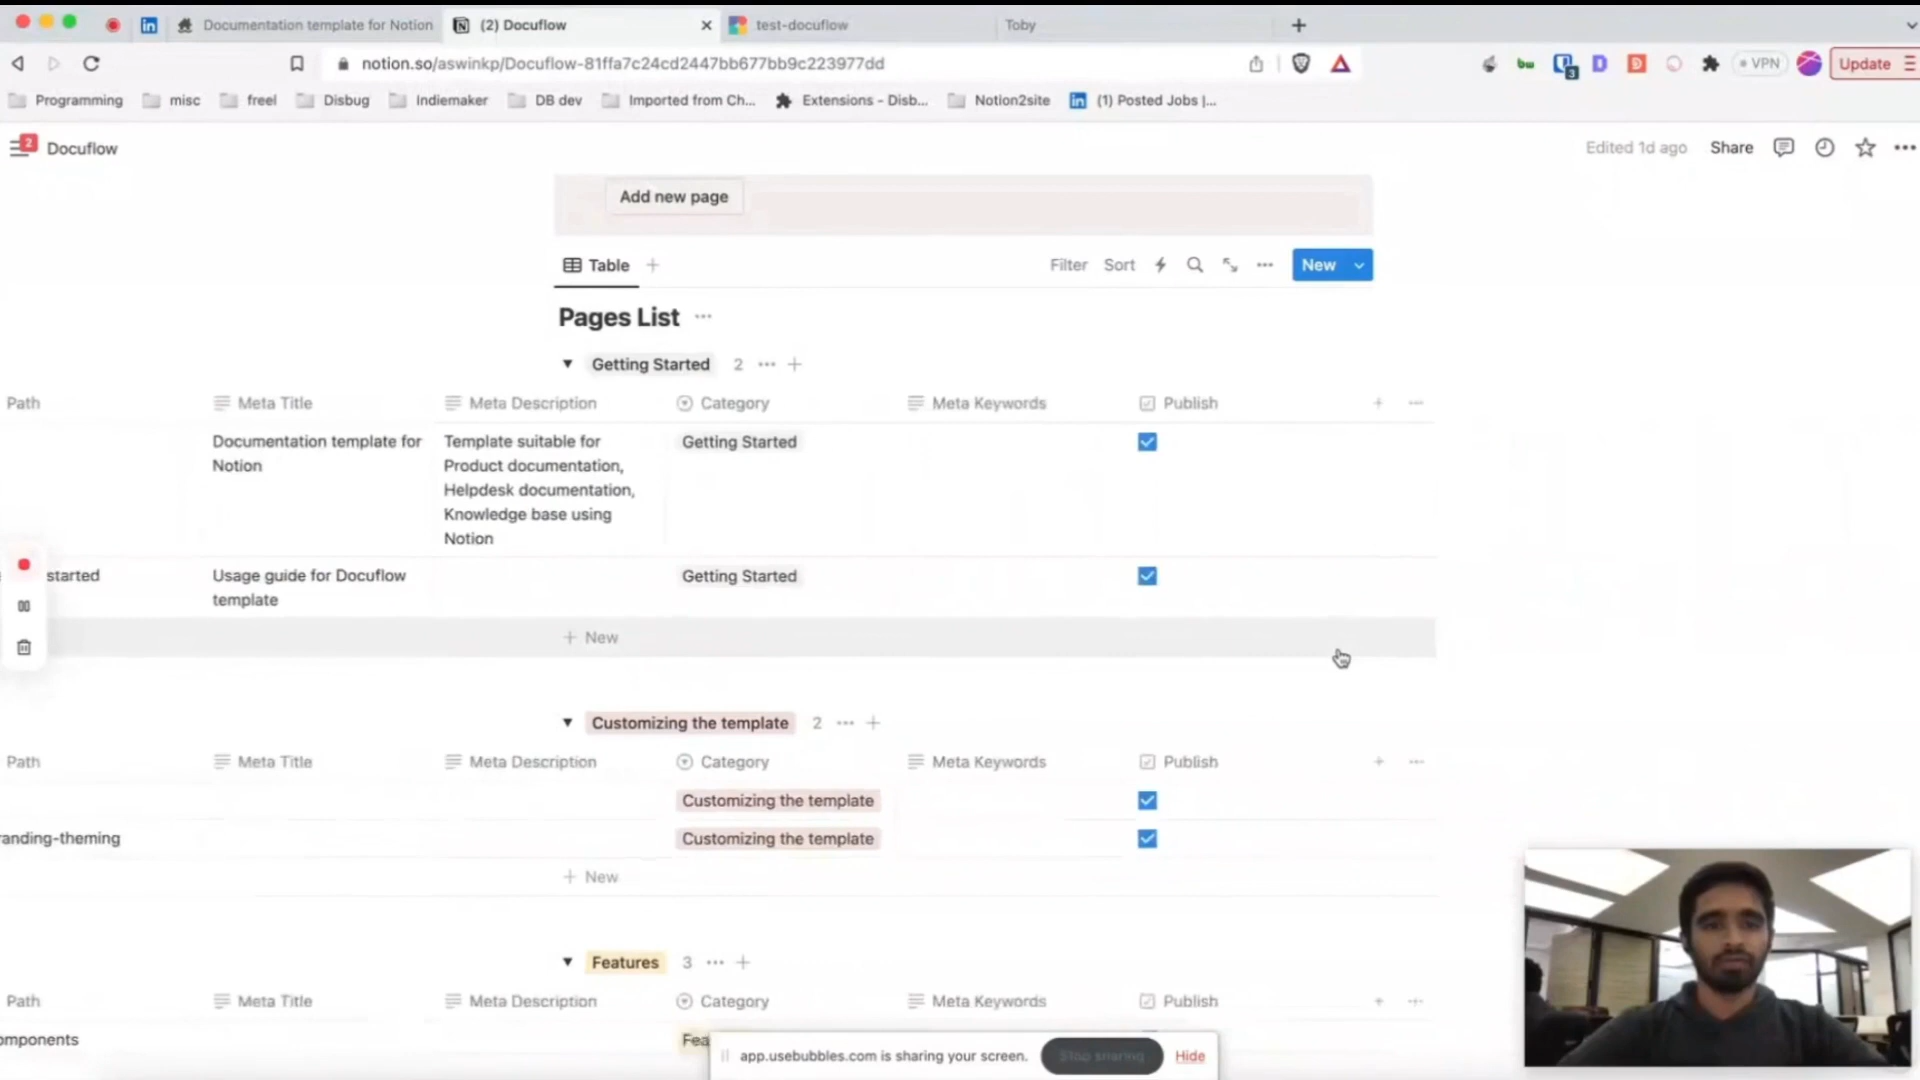 Documentation template for Notion
(2) Docuflow
test-docuflow
Toby
notion.so/aswinkp/Docuflow-81ffa7c24cd2447bb677bb9c223977dd
3
VPN
Update
Programming
misc
freel
Disbug
Indiemaker
DB dev
Imported from Ch...
Extensions - Disb...
Notion2site
(1) Posted Jobs |...
2
Docuflow
Edited 1d ago
Share
Add new page
Table
Filter
Sort
New
Pages List
Getting Started 2
Path
Meta Title
Meta Description
Category
Meta Keywords
Publish
Documentation template for
Notion
Template suitable for
Product documentation,
Helpdesk documentation,
Knowledge base using
Notion
Getting Started
started
Usage guide for Docuflow
template
Getting Started
New
Customizing the template 2
Path
Meta Title
Meta Description
Category
Meta Keywords
Publish
Customizing the template
randing-theming
Customizing the template
New
Features 3
Path
Meta Title
Meta Description
Category
Meta Keywords
Publish
omponents
Fea
app.usebubbles.com is sharing your screen.
Stop sharing
Hide